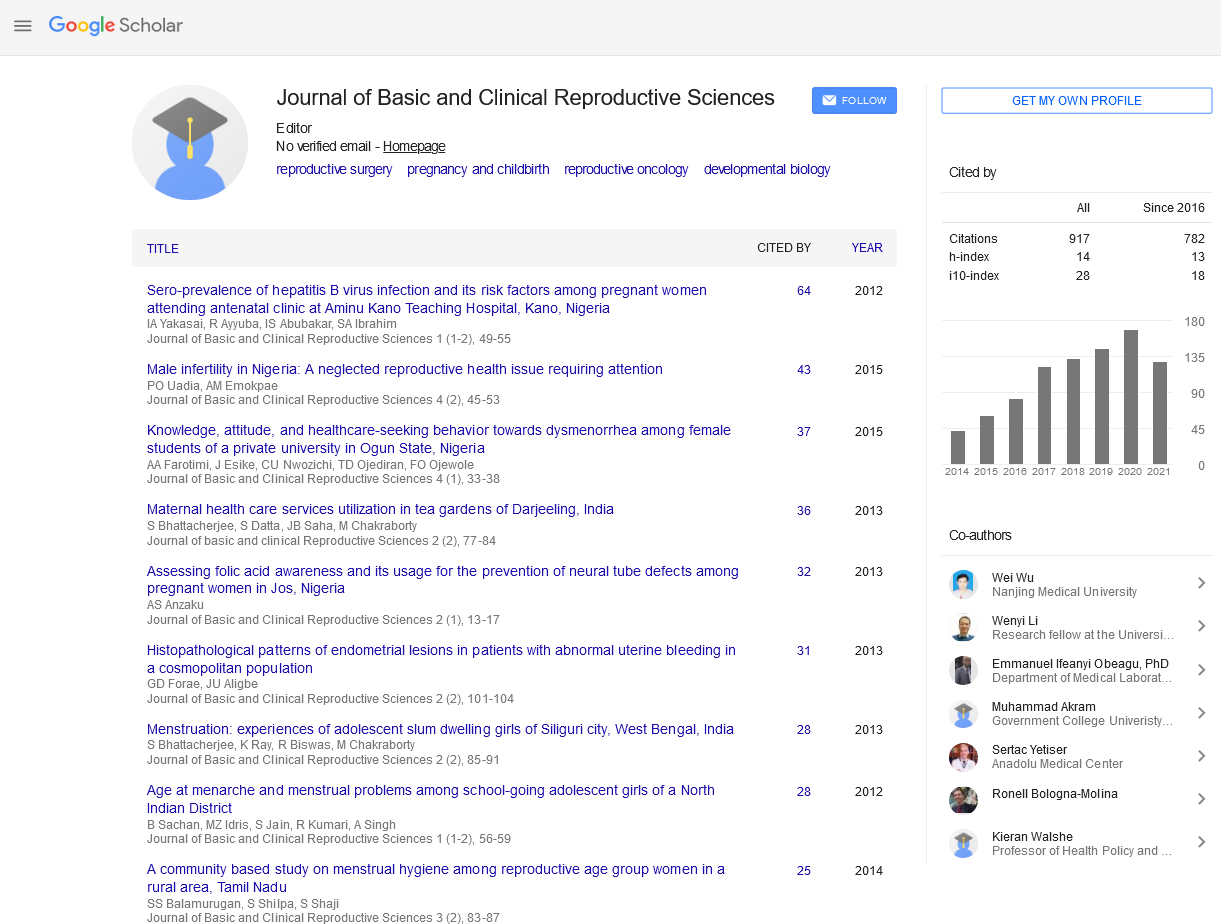 Google Scholar
Journal of Basic and Clinical Reproductive Sciences
FOLLOW
Editor
No verified email - Homepage
reproductive surgery pregnancy and childbirth reproductive oncology developmental biology
TITLE CITED BY YEAR
Sero-prevalence of hepatitis B virus infection and its risk factors among pregnant women 64 2012
attending antenatal clinic at Aminu Kano Teaching Hospital, Kano, Nigeria
IA Yakasai, R Ayyuba, IS Abubakar, SA Ibrahim
Journal of Basic and Clinical Reproductive Sciences 1 (1-2), 49-55
Male infertility in Nigeria: A neglected reproductive health issue requiring attention 43 2015
PO Uadia, AM Emokpae
Journal of Basic and Clinical Reproductive Sciences 4 (2), 45-53
Knowledge, attitude, and healthcare-seeking behavior towards dysmenorrhea among female 37 2015
students of a private university in Ogun State, Nigeria
AA Farotimi, J Esike, CU Nwozichi, TD Ojediran, FO Ojewole
Journal of Basic and Clinical Reproductive Sciences 4 (1), 33-38
Maternal health care services utilization in tea gardens of Darjeeling, India 36 2013
S Bhattacherjee, S Datta, JB Saha, M Chakraborty
Journal of basic and clinical Reproductive Sciences 2 (2), 77-84
Assessing folic acid awareness and its usage for the prevention of neural tube defects among 32 2013
pregnant women in Jos, Nigeria
AS Anzaku
Journal of Basic and Clinical Reproductive Sciences 2 (1), 13-17
Histopathological patterns of endometrial lesions in patients with abnormal uterine bleeding in 31 2013
a cosmopolitan population
GD Forae, JU Aligbe
Journal of Basic and Clinical Reproductive Sciences 2 (2), 101-104
Menstruation: experiences of adolescent slum dwelling girls of Siliguri city, West Bengal, India 28 2013
S Bhattacherjee, K Ray, R Biswas, M Chakraborty
Journal of Basic and Clinical Reproductive Sciences 2 (2), 85-91
Age at menarche and menstrual problems among school-going adolescent girls of a North 28 2012
Indian District
B Sachan, MZ Idris, S Jain, R Kumari, A Singh
Journal of Basic and Clinical Reproductive Sciences 1 (1-2), 56-59
A community based study on menstrual hygiene among reproductive age group women in a 25 2014
rural area, Tamil Nadu
SS Balamurugan, S Shilpa, S Shaji
Journal of Basic and Clinical Reproductive Sciences 3 (2), 83-87
GET MY OWN PROFILE
Cited by
All Since 2016
Citations 917 782
h-index 14 13
i10-index 28 18
180
135
90
45
0
2014 2015 2016 2017 2018 2019 2020 2021
Co-authors
Wei Wu
Nanjing Medical University
Wenyi Li
Research fellow at the Universi...
Emmanuel Ifeanyi Obeagu, PhD
Department of Medical Laborat...
Muhammad Akram
Government College Univeristy...
Sertac Yetiser
Anadolu Medical Center
Ronell Bologna-Molina
Kieran Walshe
Professor of Health Policy and ...